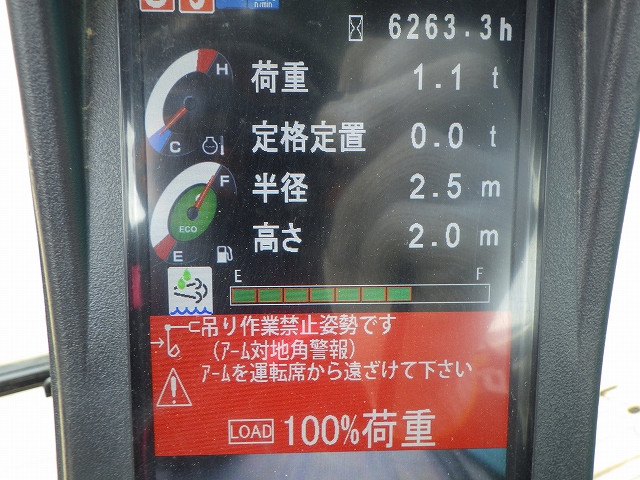 n/min
6263.3h
H
C
荷重 1.1 t
定格定置 0.0 t
F
ECO
E
半径 2.5 m
高さ 2.0 m
E F
吊り作業禁止姿勢です
(ｱｰﾑ対地角警報)
ｱｰﾑを運転席から遠ざけて下さい
LOAD 100%荷重